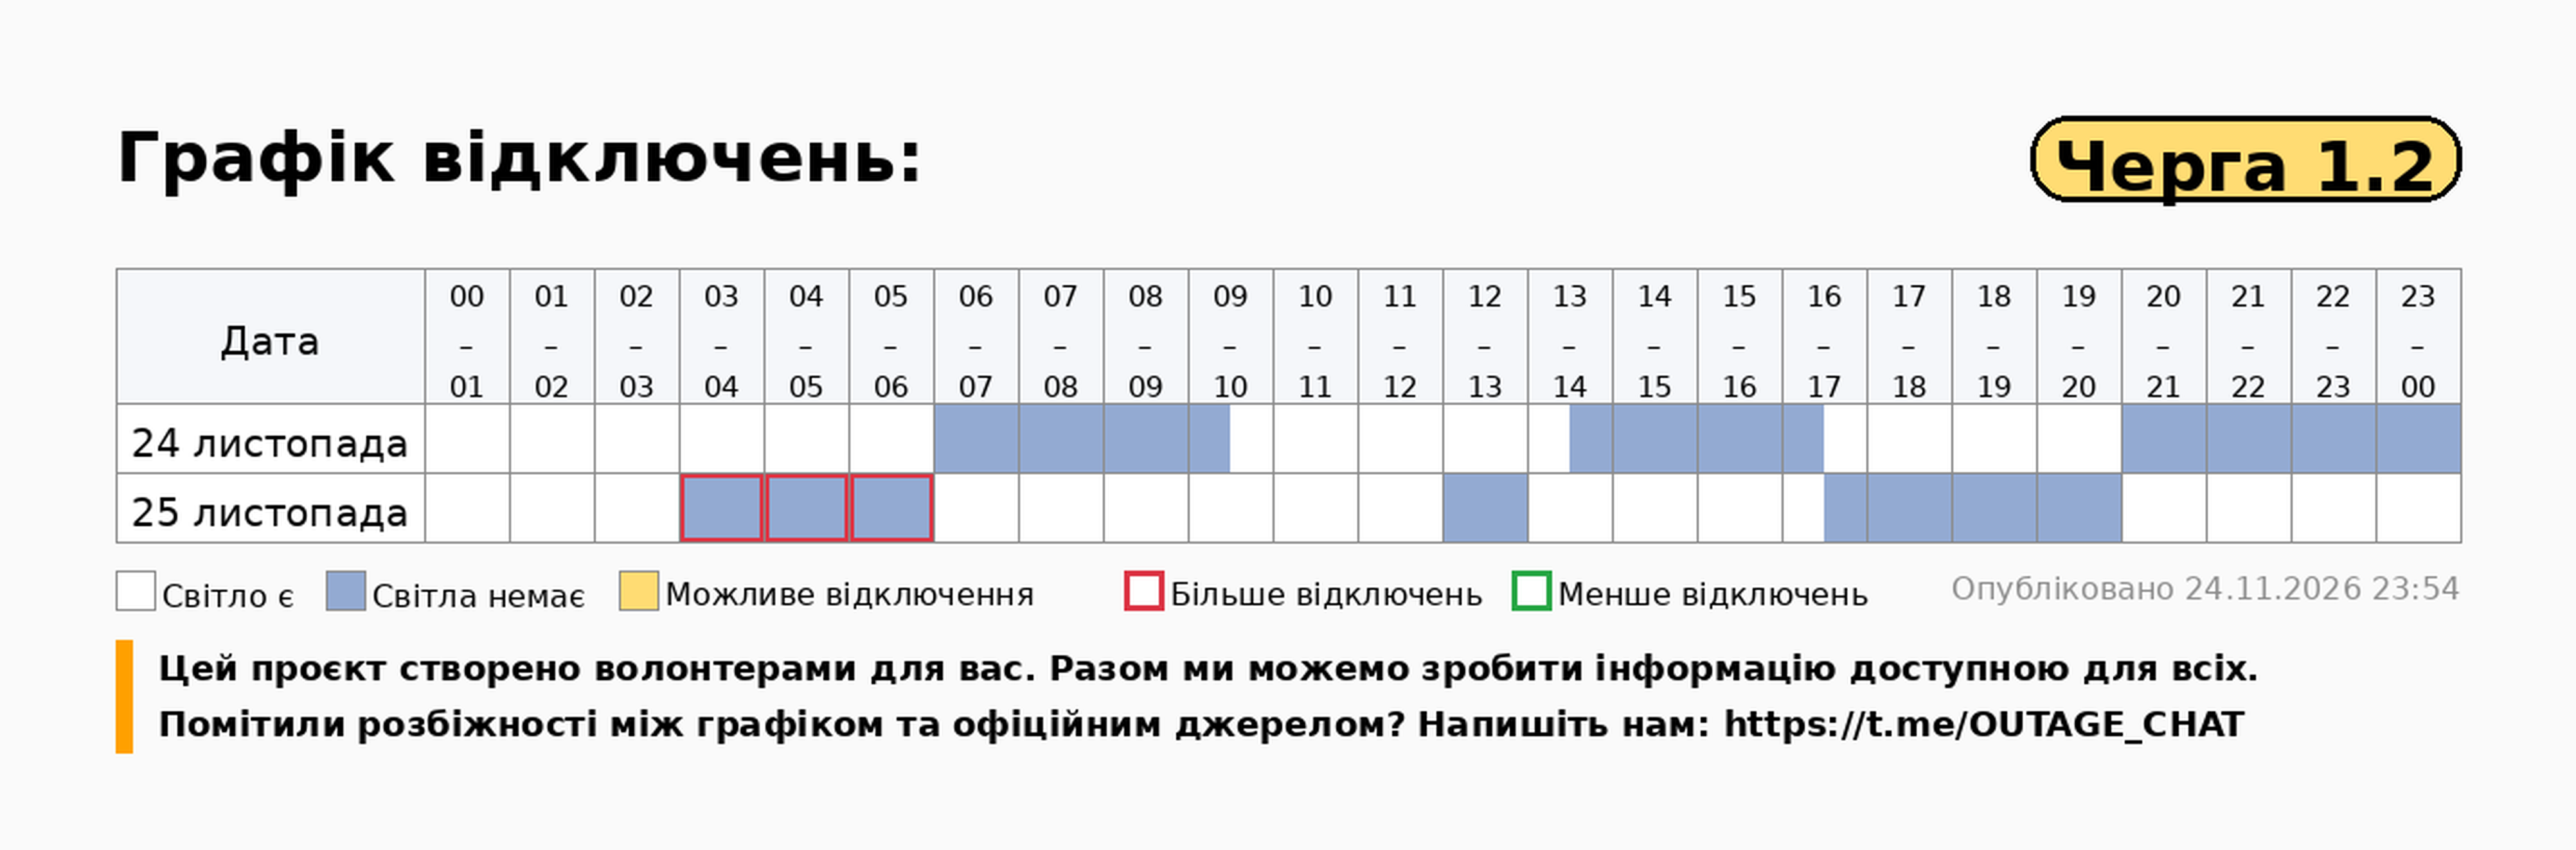 Графік відключень:
Черга 1.2
Дата 00 – 01 01 – 02 02 – 03 03 – 04 04 – 05 05 – 06 06 – 07 07 – 08 08 – 09 09 – 10 10 – 11 11 – 12 12 – 13 13 – 14 14 – 15 15 – 16 16 – 17 17 – 18 18 – 19 19 – 20 20 – 21 21 – 22 22 – 23 23 – 00
24 листопада
25 листопада
Світло є Світла немає Можливе відключення Більше відключень Менше відключень Опубліковано 24.11.2026 23:54
Цей проєкт створено волонтерами для вас. Разом ми можемо зробити інформацію доступною для всіх.
Помітили розбіжності між графіком та офіційним джерелом? Напишіть нам: https://t.me/OUTAGE_CHAT